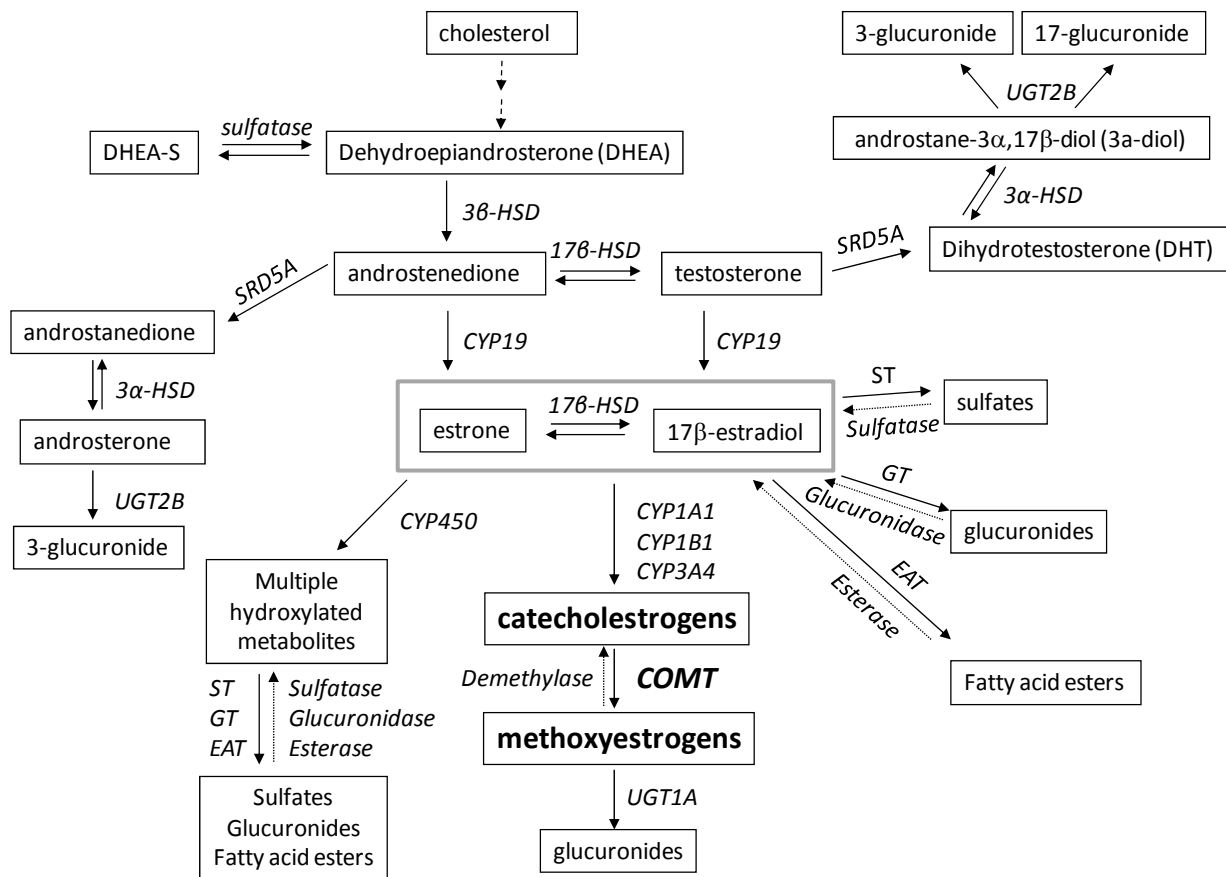 cholesterol
3-glucuronide
17-glucuronide
UGT2B
sulfatase
DHEA-S
Dehydroepiandrosterone (DHEA)
androstane-3α,17β-diol (3a-diol)
3β-HSD
3α-HSD
SRD5A
androstenedione
17β-HSD
testosterone
SRD5A
Dihydrotestosterone (DHT)
androstanedione
CYP19
CYP19
3α-HSD
androsterone
estrone
17β-HSD
17β-estradiol
ST
Sulfatase
sulfates
UGT2B
3-glucuronide
CYP450
CYP1A1
CYP1B1
CYP3A4
GT
Glucuronidase
glucuronides
EAT
Esterase
Fatty acid esters
Multiple
hydroxylated
metabolites
catecholestrogens
Demethylase
COMT
methoxyestrogens
ST
GT
EAT
Sulfatase
Glucuronidase
Esterase
Sulfates
Glucuronides
Fatty acid esters
UGT1A
glucuronides